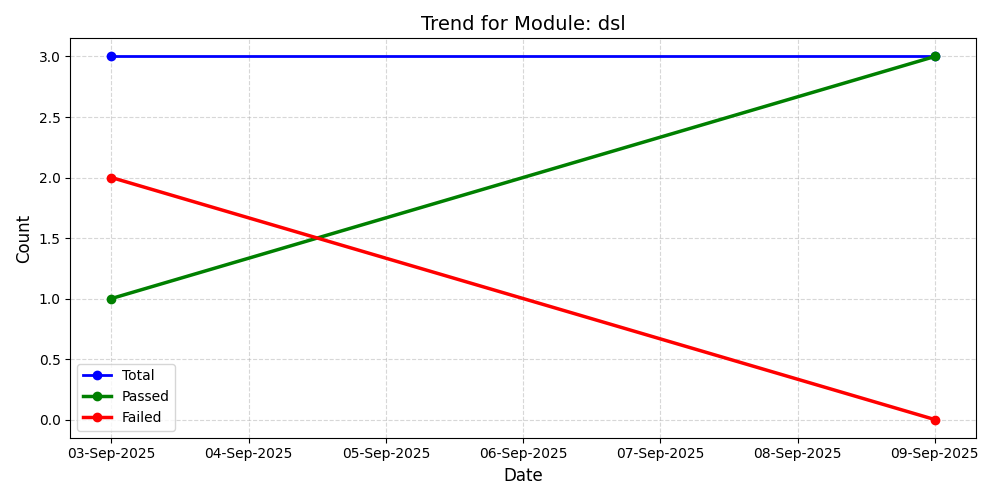 Trend for Module: dsl
Count
3.0
2.5
2.0
1.5
1.0
0.5
0.0
Total
Passed
Failed
03-Sep-2025 04-Sep-2025 05-Sep-2025 06-Sep-2025 07-Sep-2025 08-Sep-2025 09-Sep-2025
Date